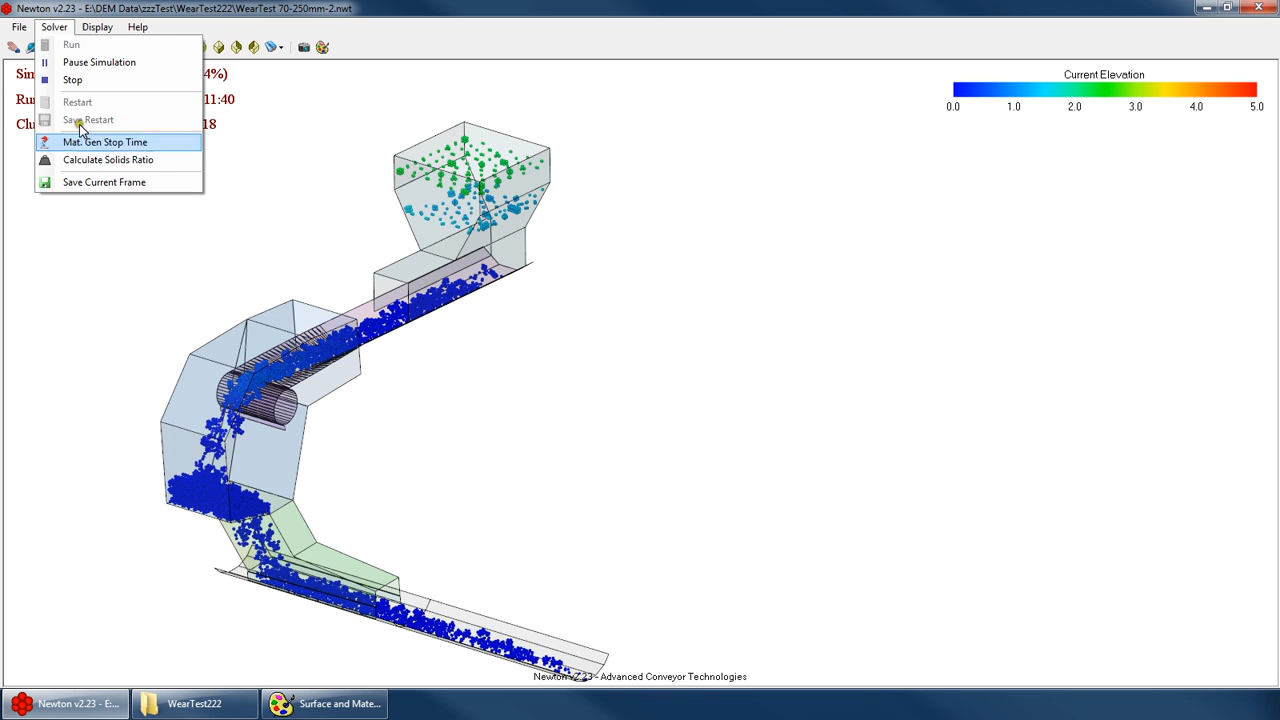 Newton v2.23 - E:\DEM Data\zzzTest\WearTest222\WearTest 70-250mm-2.nwt
File Solver Display Help
Run
Pause Simulation
Stop
Restart
Save Restart
Mat. Gen Stop Time
Calculate Solids Ratio
Save Current Frame
Sim 4%)
Ru 11:40
Clu 18
Current Elevation
0.0 1.0 2.0 3.0 4.0 5.0
Newton v2.23 - Advanced Conveyor Technologies
Newton v2.23 - E:... WearTest222 Surface and Mate...